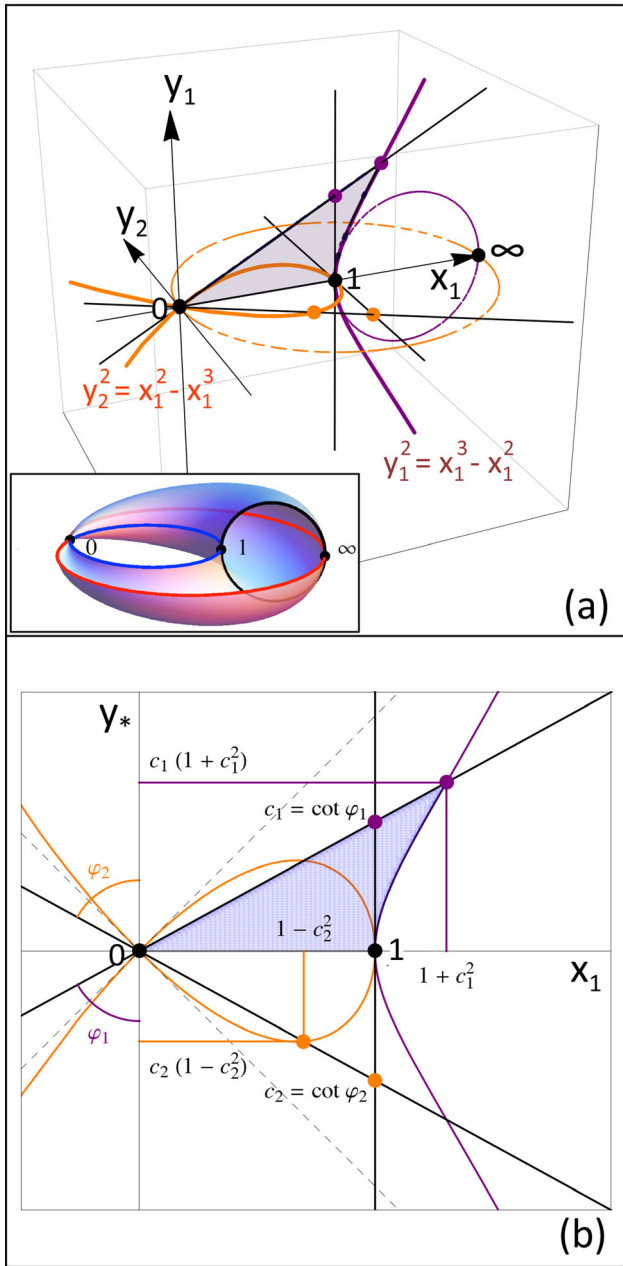 y₁
y₂
∞
1
x₁
0
y₂² = x₁² - x₁³
y₁² = x₁³ - x₁²
0
1
∞
(a)
y*
c₁ (1 + c₁²)
c₁ = cot φ₁
φ₂
1 - c₂²
0
1
1 + c₁²
x₁
φ₁
c₂ (1 - c₂²)
c₂ = cot φ₂
(b)